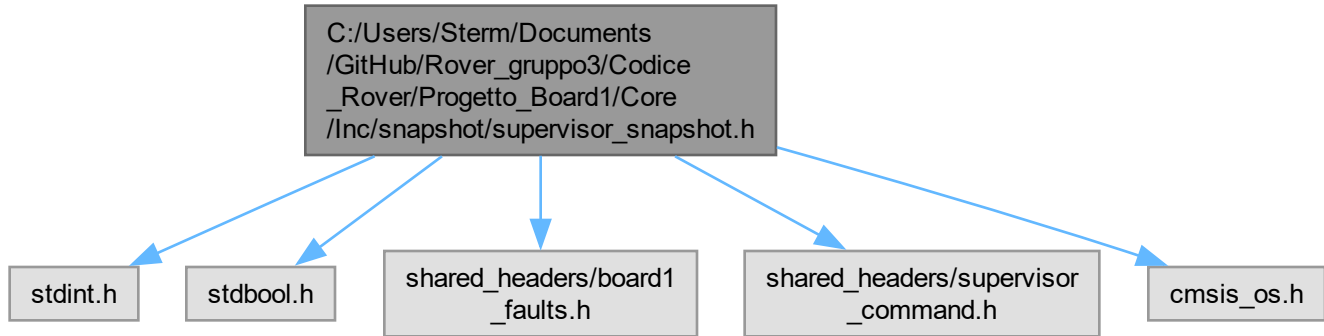 C:/Users/Sterm/Documents
/GitHub/Rover_gruppo3/Codice
_Rover/Progetto_Board1/Core
/Inc/snapshot/supervisor_snapshot.h
stdint.h
stdbool.h
shared_headers/board1
_faults.h
shared_headers/supervisor
_command.h
cmsis_os.h